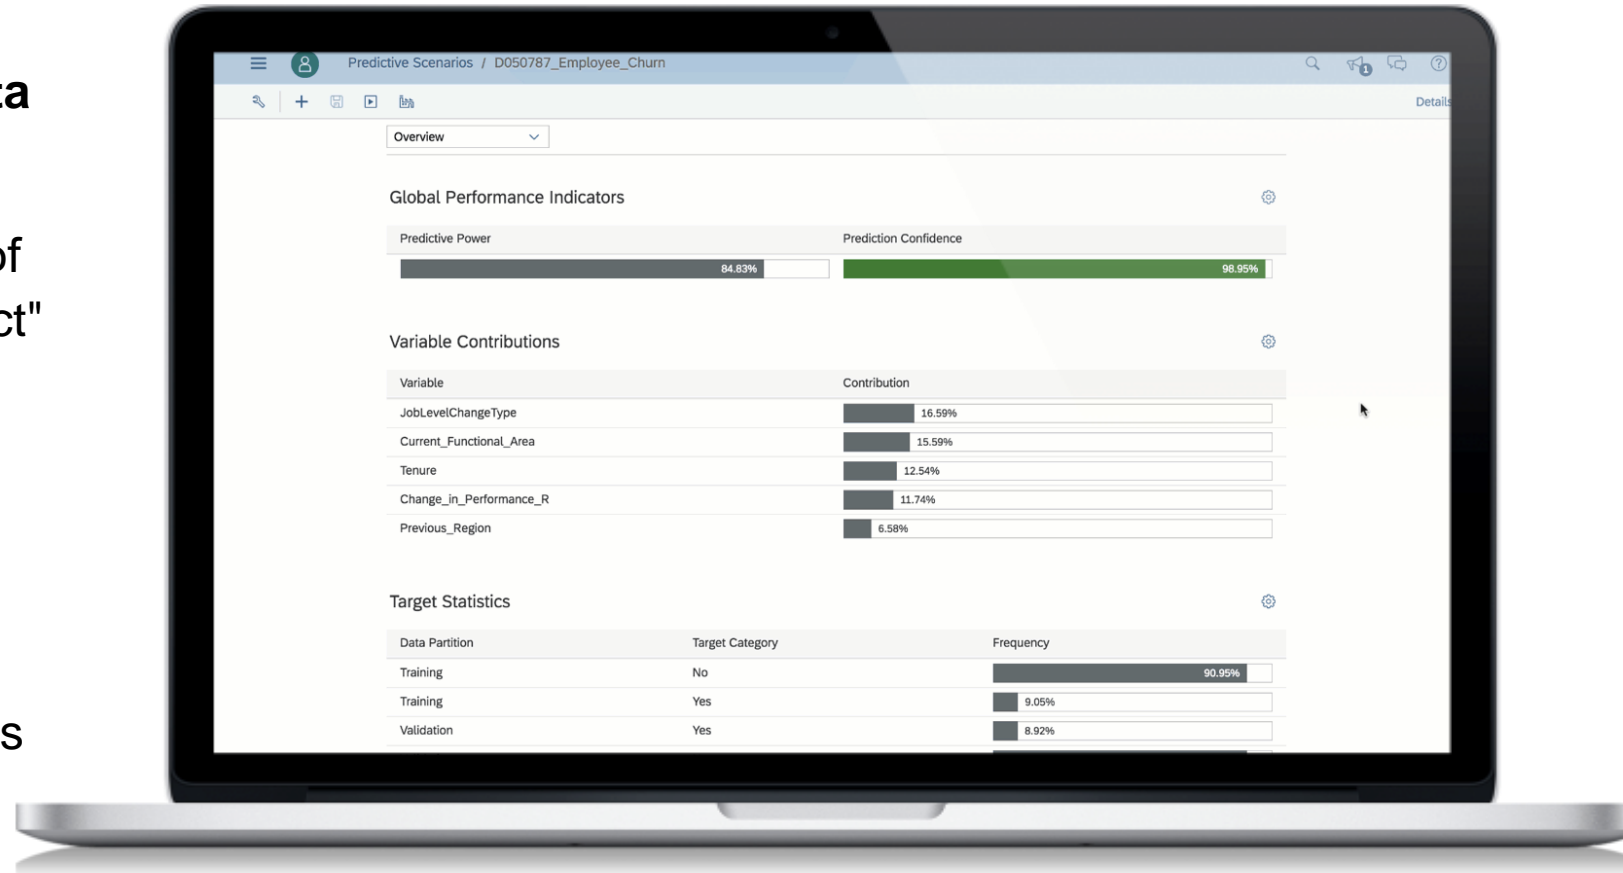 ta
of
ct"
s
Predictive Scenarios / D050787_Employee_Churn
1
Details
Overview
Global Performance Indicators
Predictive Power Prediction Confidence
84.83% 98.95%
Variable Contributions
Variable Contribution
JobLevelChangeType 16.59%
Current_Functional_Area 15.59%
Tenure 12.54%
Change_in_Performance_R 11.74%
Previous_Region 6.58%
Target Statistics
Data Partition Target Category Frequency
Training No 90.95%
Training Yes 9.05%
Validation Yes 8.92%